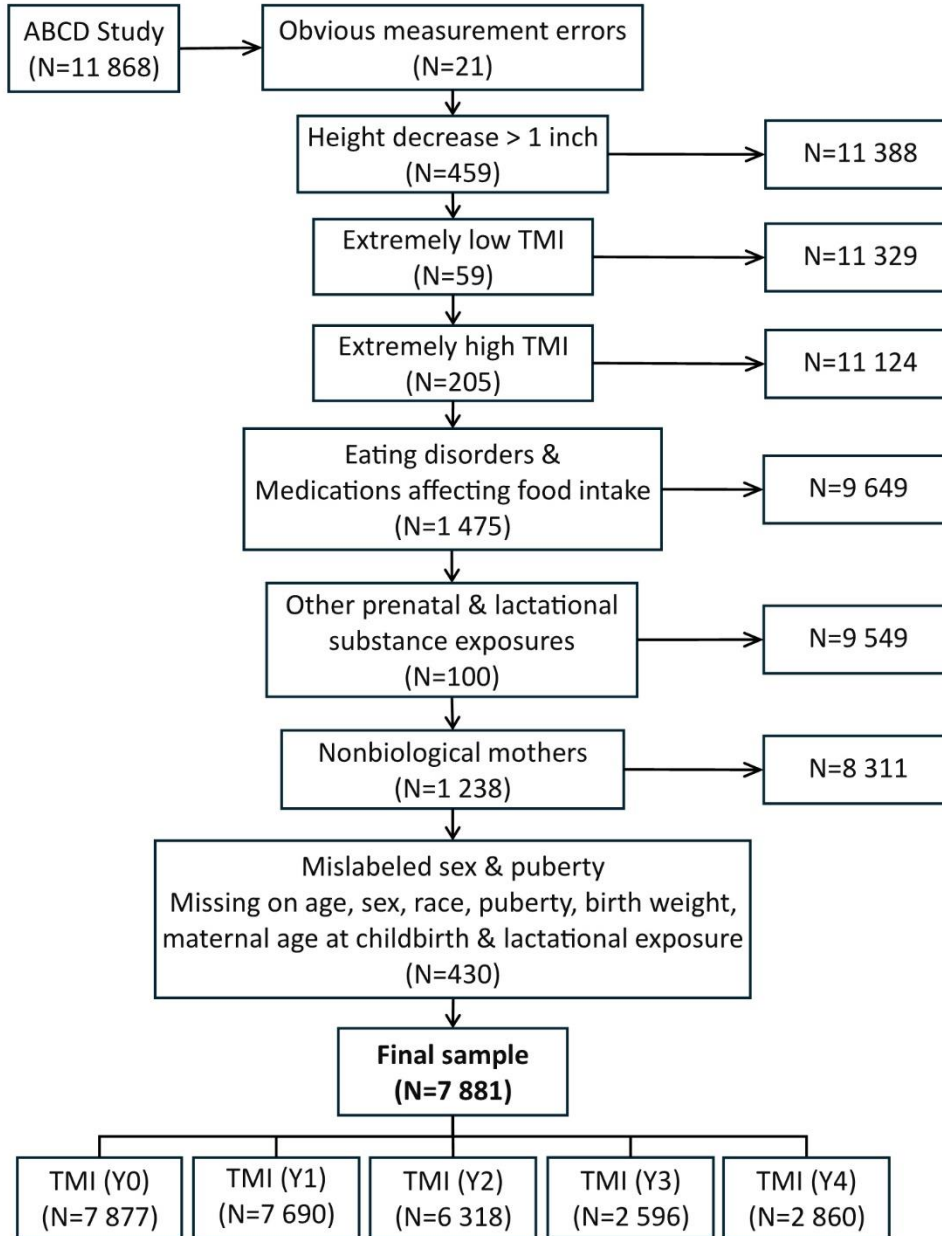 ABCD Study
(N=11 868)
Obvious measurement errors
(N=21)
Height decrease > 1 inch
(N=459)
N=11 388
Extremely low TMI
(N=59)
N=11 329
Extremely high TMI
(N=205)
N=11 124
Eating disorders &
Medications affecting food intake
(N=1 475)
N=9 649
Other prenatal & lactational
substance exposures
(N=100)
N=9 549
Nonbiological mothers
(N=1 238)
N=8 311
Mislabeled sex & puberty
Missing on age, sex, race, puberty, birth weight,
maternal age at childbirth & lactational exposure
(N=430)
Final sample
(N=7 881)
TMI (Y0)
(N=7 877)
TMI (Y1)
(N=7 690)
TMI (Y2)
(N=6 318)
TMI (Y3)
(N=2 596)
TMI (Y4)
(N=2 860)